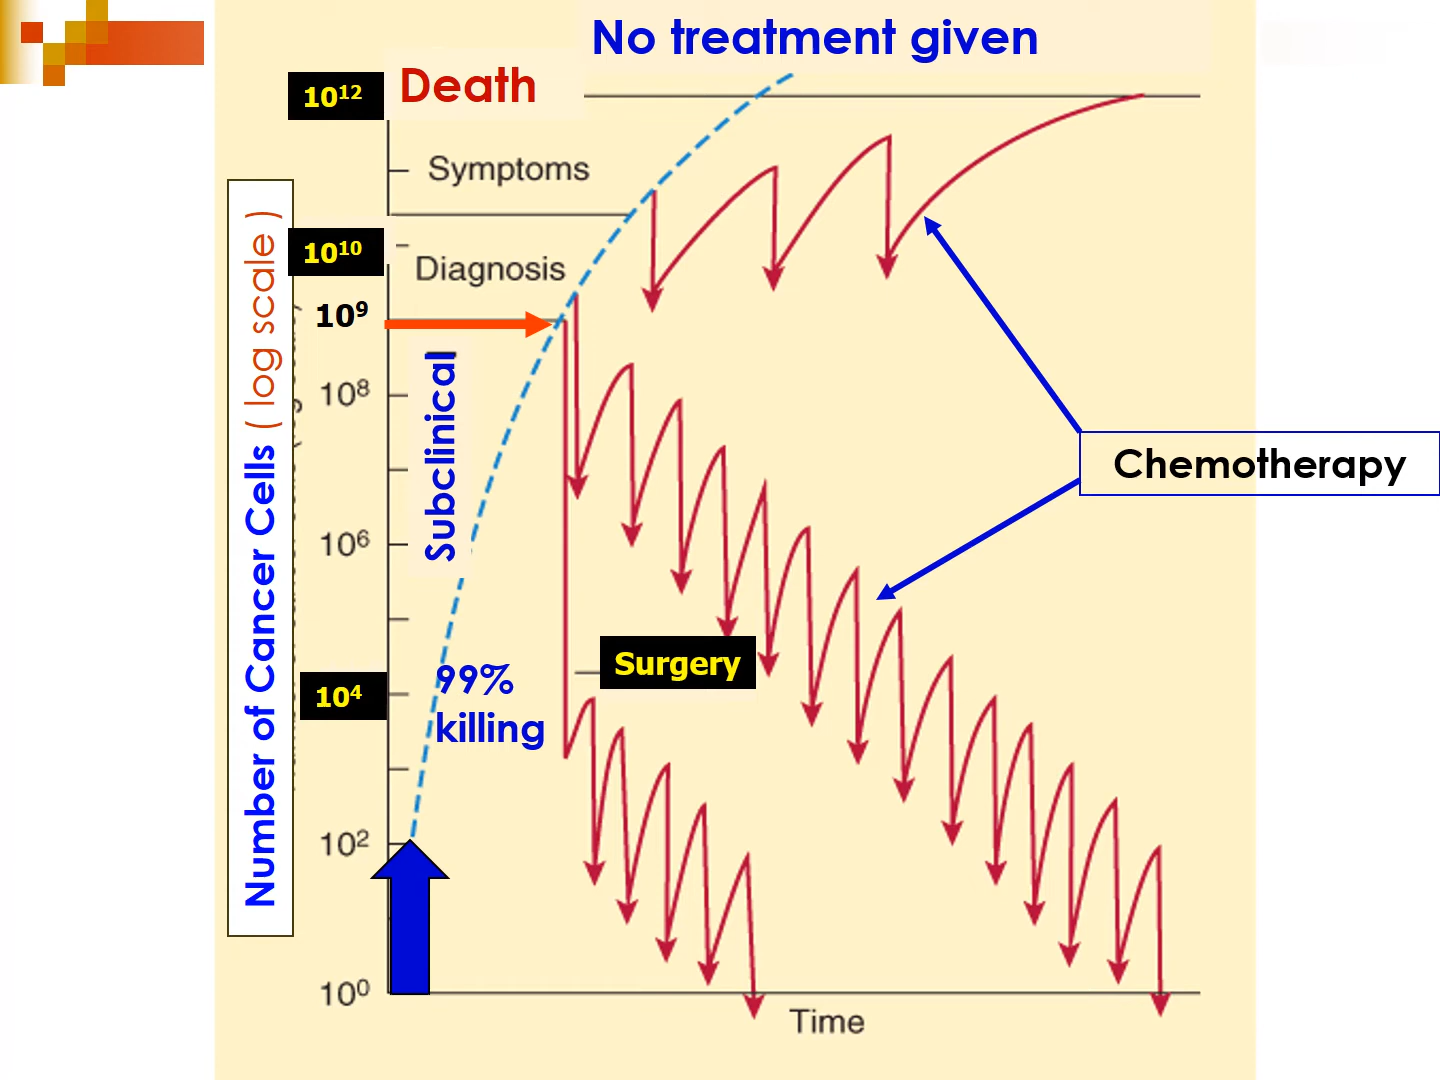 No treatment given
10¹² Death
Symptoms
10¹⁰
Diagnosis
10⁹
10⁸
Subclinical
Number of Cancer Cells ( log scale )
Chemotherapy
10⁶
Surgery
99%
killing
10⁴
10²
10⁰
Time